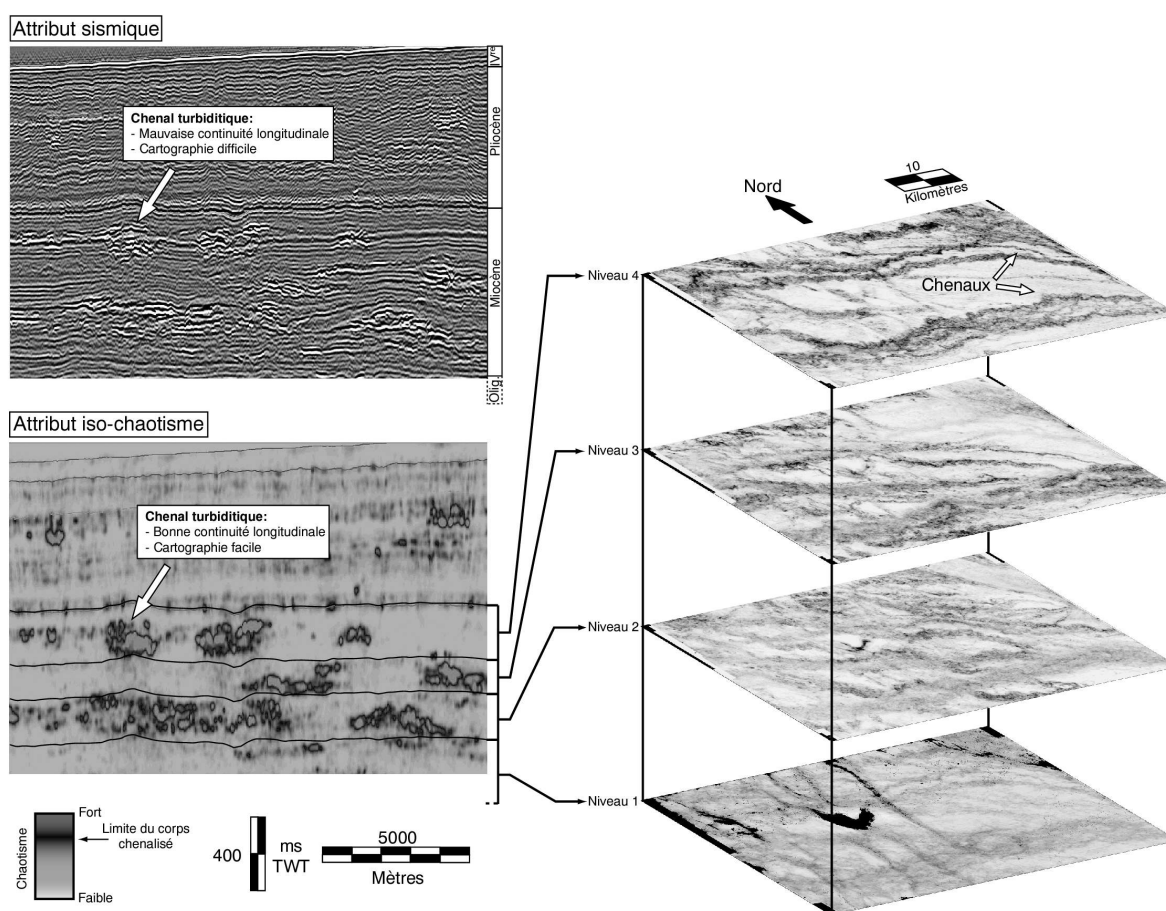 Attribut sismique
Chenal turbiditique:
- Mauvaise continuité longitudinale
- Cartographie difficile
IVre
Pliocène
Miocène
Olig.
Attribut iso-chaotisme
Chenal turbiditique:
- Bonne continuité longitudinale
- Cartographie facile
Chaotisme
Fort
Limite du corps
chenalisé
Faible
400
ms
TWT
5000
Mètres
Nord
10
Kilomètres
Niveau 4
Chenaux
Niveau 3
Niveau 2
Niveau 1